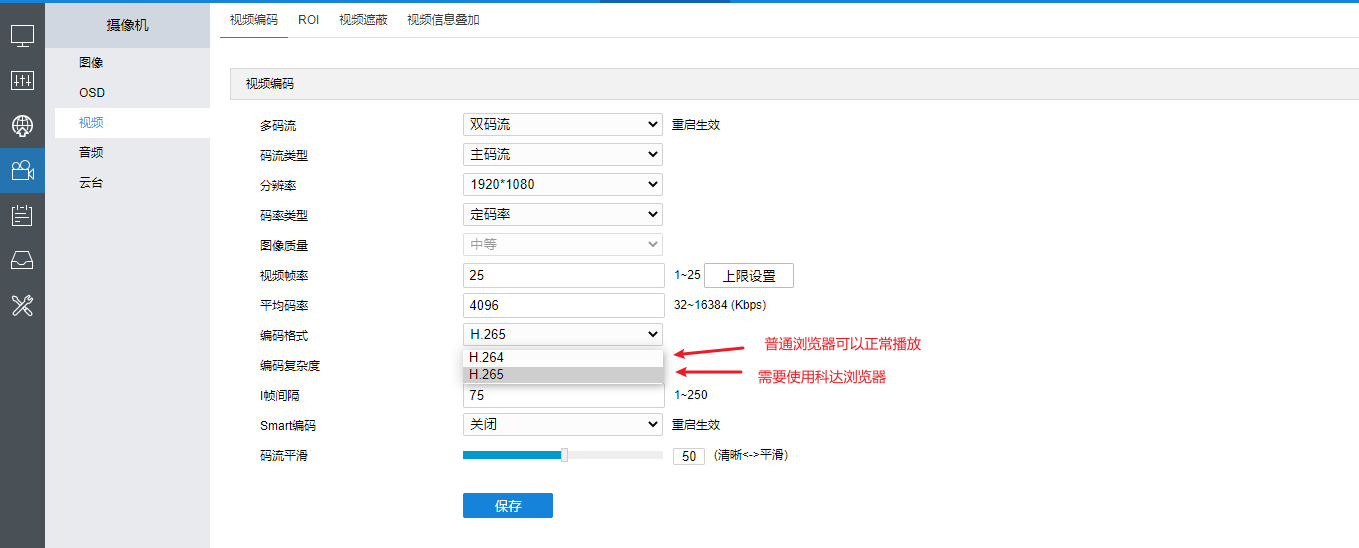 摄像机
图像
OSD
视频
音频
云台
视频编码 ROI 视频遮蔽 视频信息叠加
视频编码
多码流 双码流 重启生效
码流类型 主码流
分辨率 1920*1080
码率类型 定码率
图像质量 中等
视频帧率 25 1~25 上限设置
平均码率 4096 32~16384 (Kbps)
编码格式 H.265
H.264 普通浏览器可以正常播放
编码复杂度 H.265 需要使用科达浏览器
I帧间隔 75 1~250
Smart编码 关闭 重启生效
码流平滑 50 (清晰<->平滑)
保存